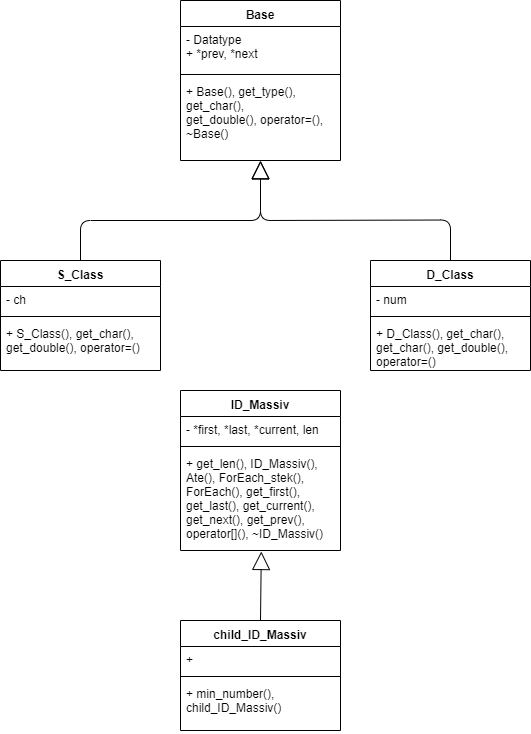 Base
- Datatype
+ *prev, *next
+ Base(), get_type(),
get_char(),
get_double(), operator=(),
~Base()
S_Class
- ch
+ S_Class(), get_char(),
get_double(), operator=()
D_Class
- num
+ D_Class(), get_char(),
get_char(), get_double(),
operator=()
ID_Massiv
- *first, *last, *current, len
+ get_len(), ID_Massiv(),
Ate(), ForEach_stek(),
ForEach(), get_first(),
get_last(), get_current(),
get_next(), get_prev(),
operator[](), ~ID_Massiv()
child_ID_Massiv
+
+ min_number(),
child_ID_Massiv()